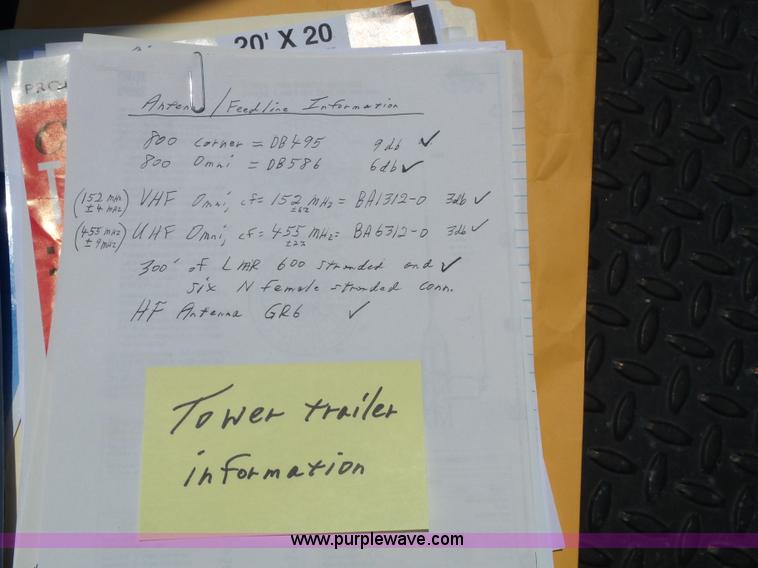 20' X 20
PROJ
Antenna/Feedline Information
800 corner = DB495 9db ✓
800 Omni = DB586 6db ✓
(152 mHz ± 4 mHz) VHF Omni, cf = 152 mHz = BA1312-0 3db ✓
(455 mHz ± 9 mHz) UHF Omni, cf = 455 mHz = BA6312-0 3db ✓
±2%
300' of LMR 600 stranded and ✓
six N female stranded conn.
HF Antenna GR6 ✓
Tower trailer
information
www.purplewave.com